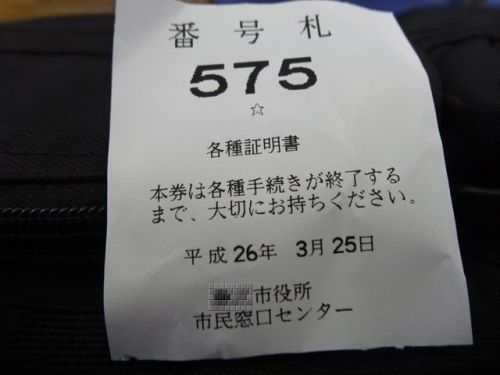 番号札
575
☆
各種証明書
本券は各種手続きが終了する
まで、大切にお持ちください。
平成26年 3月25日
市役所
市民窓口センター